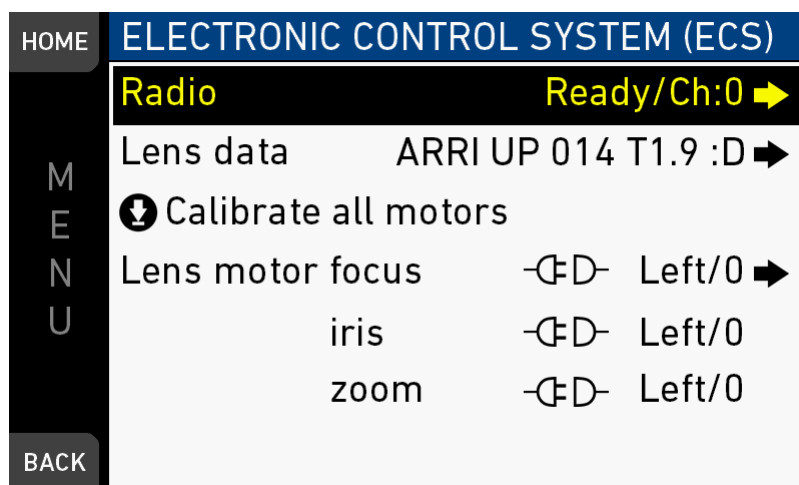 HOME
ELECTRONIC CONTROL SYSTEM (ECS)
Radio Ready/Ch:0
Lens data ARRI UP 014 T1.9 :D
Calibrate all motors
Lens motor focus Left/0
iris Left/0
zoom Left/0
MENU
BACK